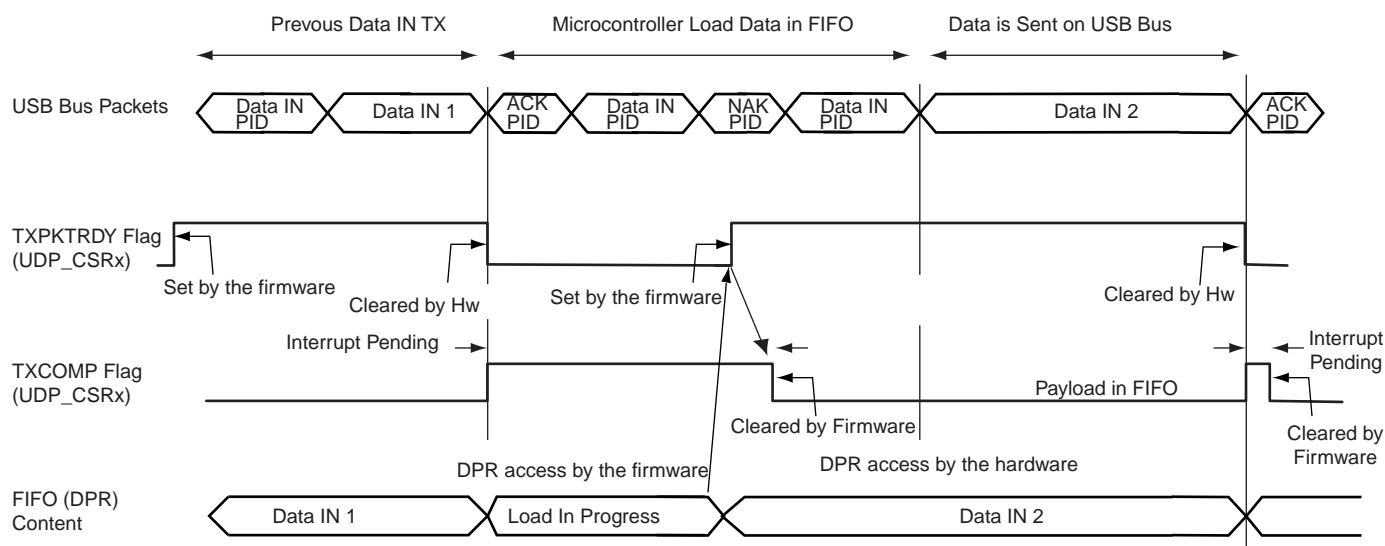 Prevous Data IN TX
Microcontroller Load Data in FIFO
Data is Sent on USB Bus
USB Bus Packets
Data IN
PID
Data IN 1
ACK
PID
Data IN
PID
NAK
PID
Data IN
PID
Data IN 2
ACK
PID
TXPKTRDY Flag
(UDP_CSRx)
Set by the firmware
Cleared by Hw
Set by the firmware
Cleared by Hw
Interrupt Pending
Interrupt
Pending
TXCOMP Flag
(UDP_CSRx)
Payload in FIFO
Cleared by Firmware
Cleared by
Firmware
DPR access by the firmware
DPR access by the hardware
FIFO (DPR)
Content
Data IN 1
Load In Progress
Data IN 2